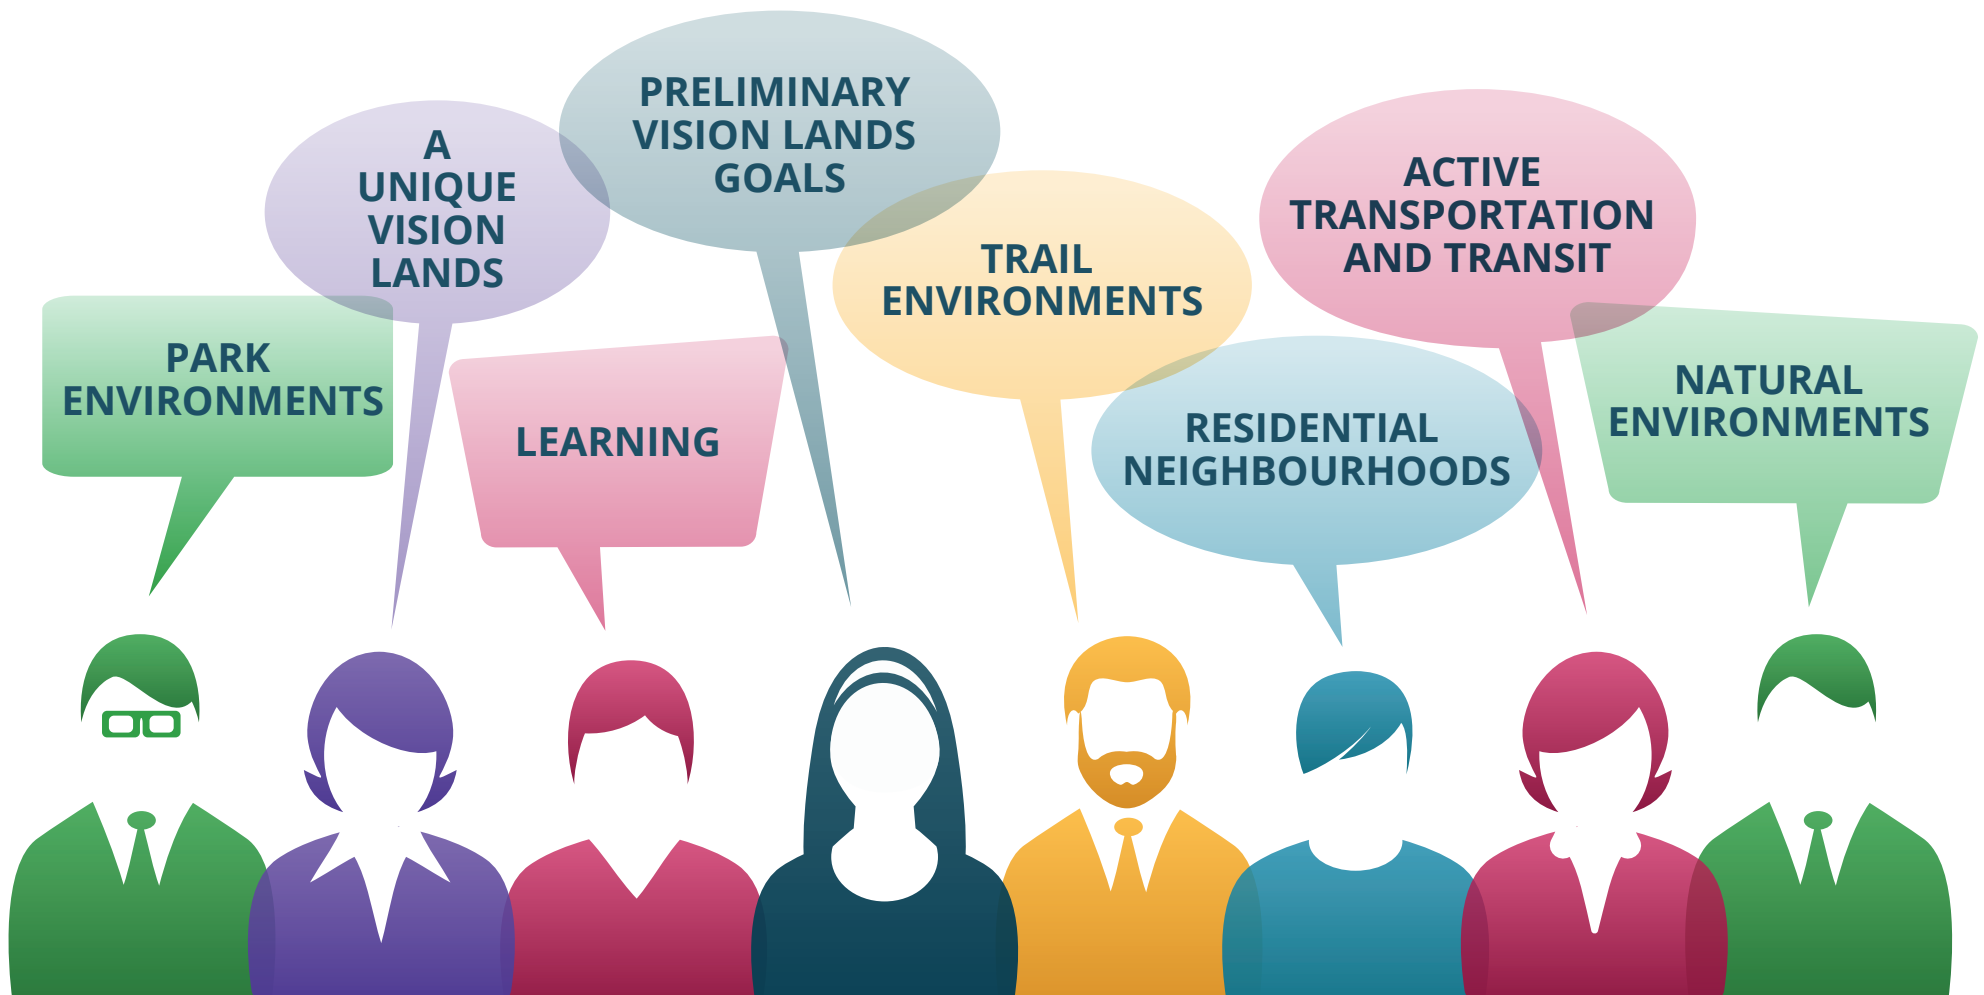 PARK
ENVIRONMENTS
A
UNIQUE
VISION
LANDS
LEARNING
PRELIMINARY
VISION LANDS
GOALS
TRAIL
ENVIRONMENTS
RESIDENTIAL
NEIGHBOURHOODS
ACTIVE
TRANSPORTATION
AND TRANSIT
NATURAL
ENVIRONMENTS